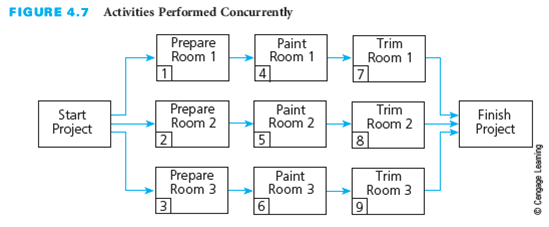 FIGURE 4.7 Activities Performed Concurrently
Prepare
Room 1
1
Paint
Room 1
4
Trim
Room 1
7
Start
Project
Prepare
Room 2
2
Paint
Room 2
5
Trim
Room 2
8
Finish
Project
Prepare
Room 3
3
Paint
Room 3
6
Trim
Room 3
9
© Cengage Learning